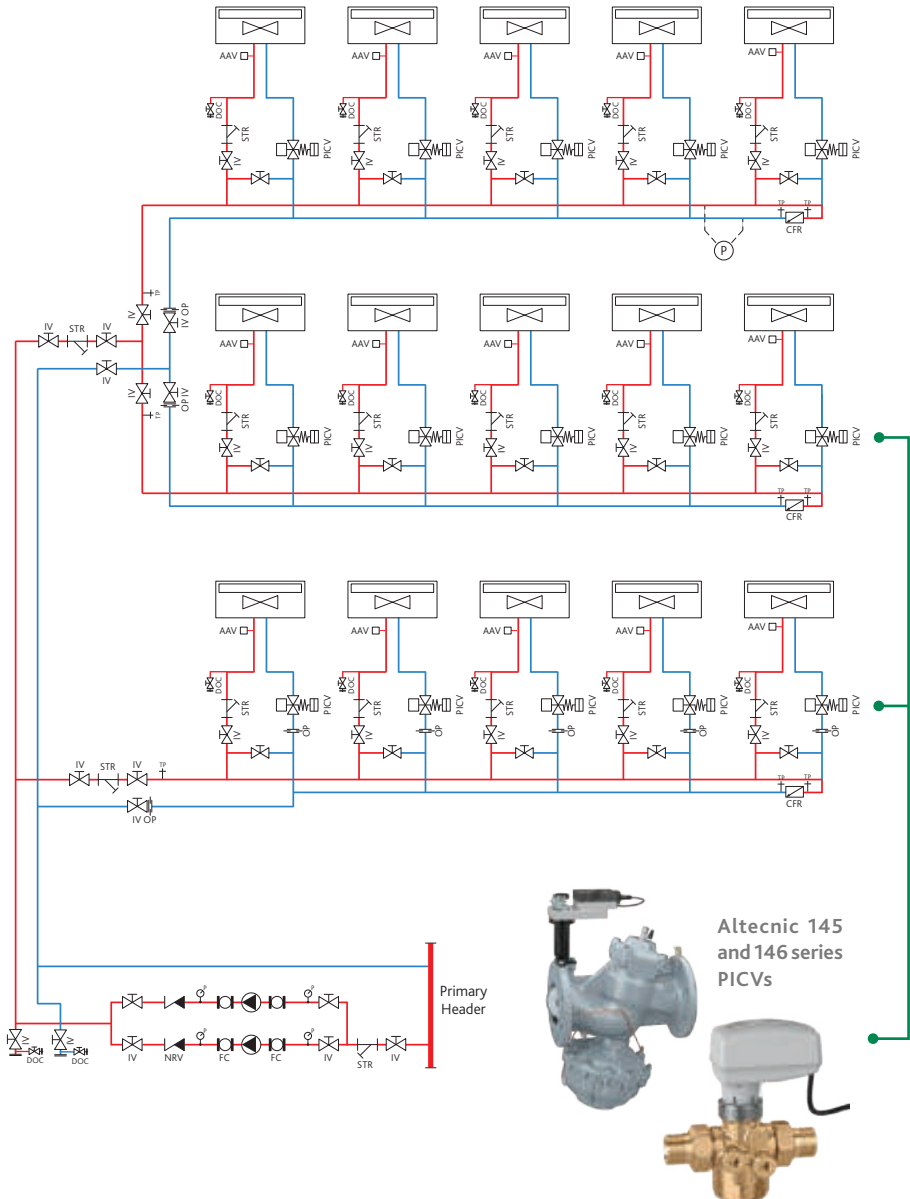 AAV AAV AAV AAV AAV
DOC DOC DOC DOC DOC
STR STR STR STR STR
PICV PICV PICV PICV PICV
IV IV IV IV IV
TP TP
CFR
P
TP
IV
IV OP
IV STR IV
IV
IV
OP IV
TP
AAV AAV AAV AAV AAV
DOC DOC DOC DOC DOC
STR STR STR STR STR
PICV PICV PICV PICV PICV
IV IV IV IV IV
TP TP
CFR
AAV AAV AAV AAV AAV
DOC DOC DOC DOC DOC
STR STR STR STR STR
PICV PICV PICV PICV PICV
IV IV IV IV IV
OP OP OP OP OP
IV STR IV TP
TP TP
CFR
IV OP
Altecnic 145
and 146 series
PICVs
Primary
Header
P P
P P
IV IV
DOC DOC
IV NRV FC FC IV STR IV